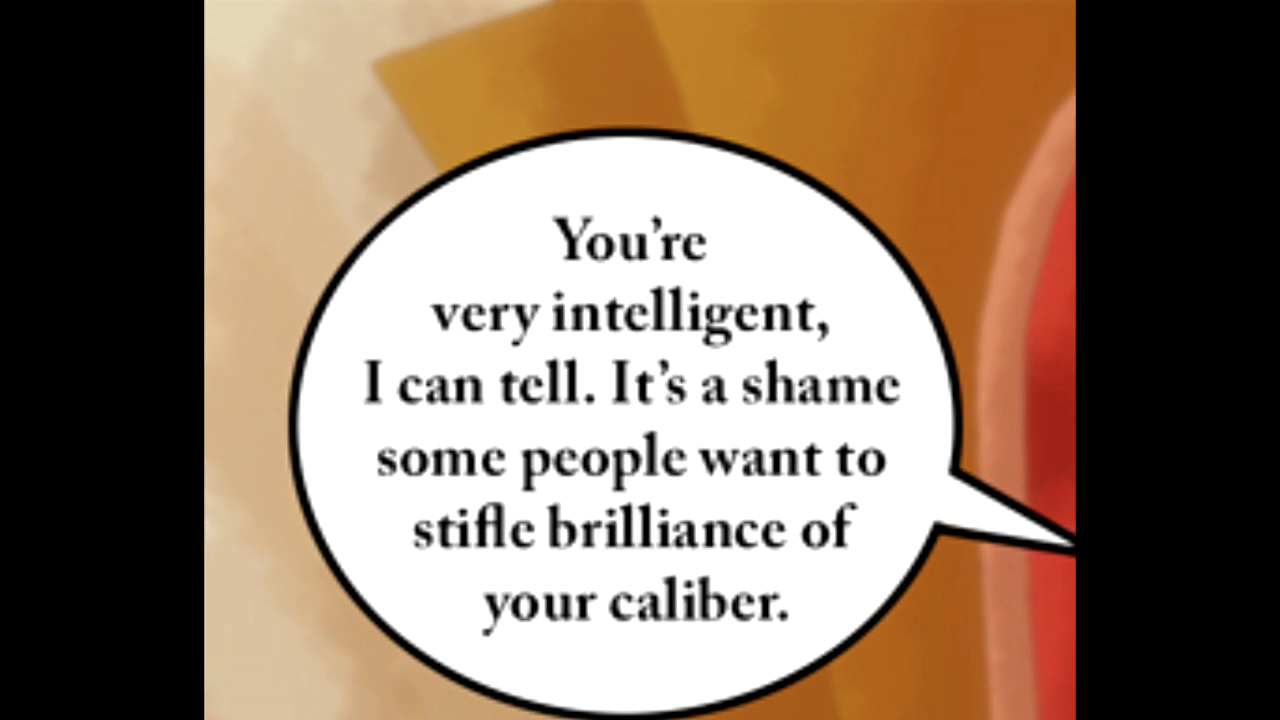 You’re
very intelligent,
I can tell. It’s a shame
some people want to
stifle brilliance of
your caliber.